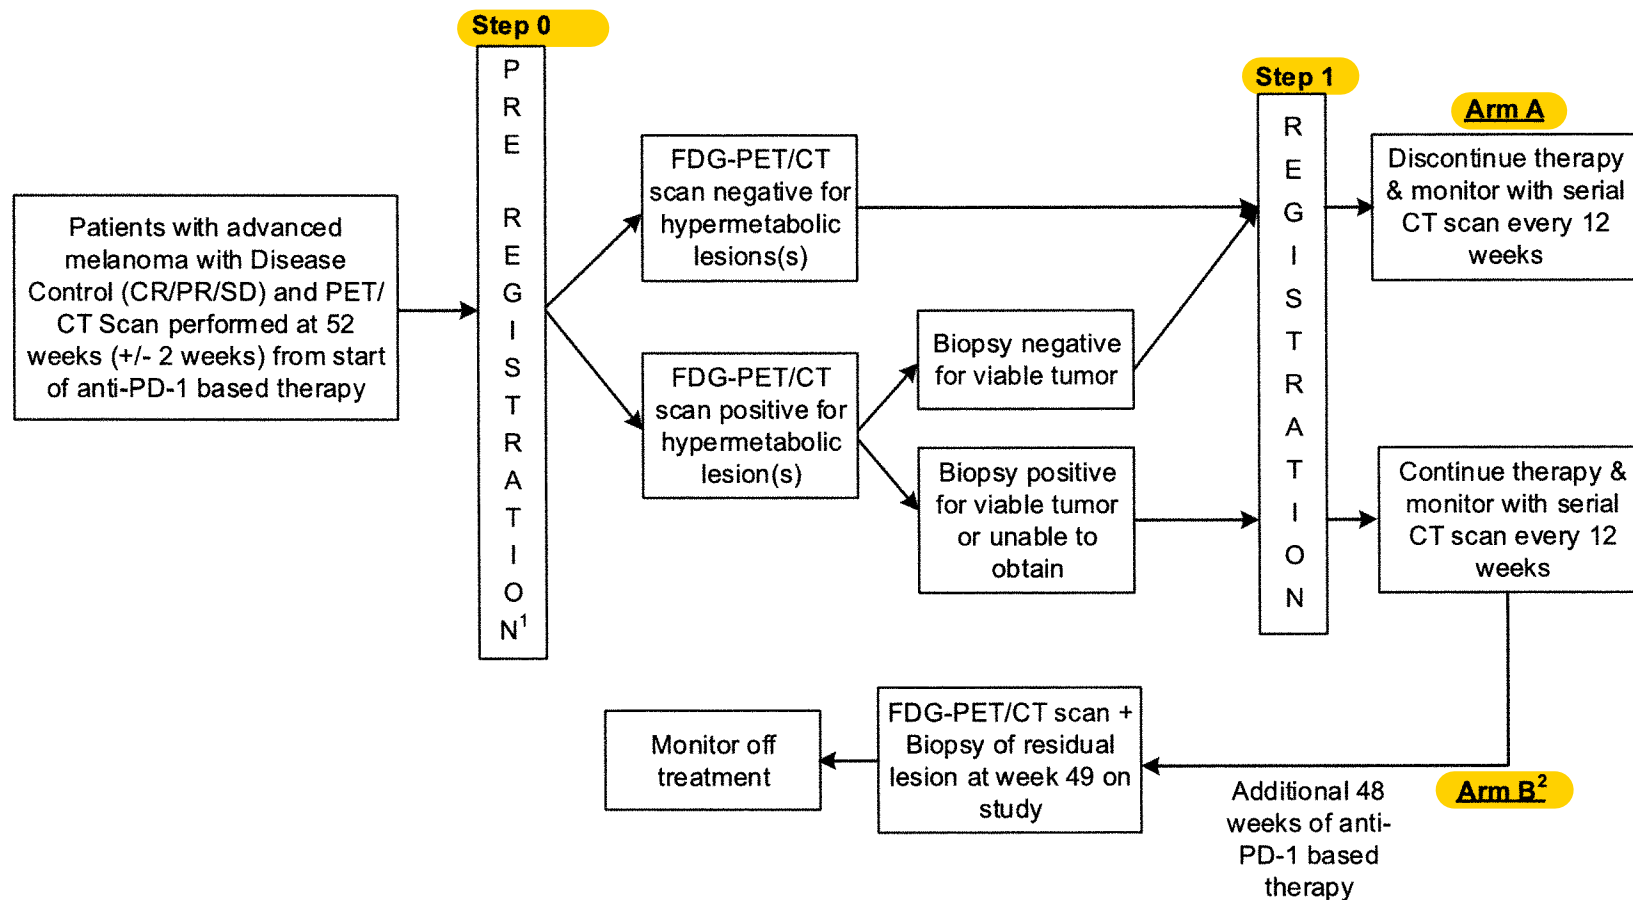 Step 0
P
R
E
R
E
G
I
S
T
R
A
T
I
O
N¹
Patients with advanced
melanoma with Disease
Control (CR/PR/SD) and PET/
CT Scan performed at 52
weeks (+/- 2 weeks) from start
of anti-PD-1 based therapy
FDG-PET/CT
scan negative for
hypermetabolic
lesions(s)
FDG-PET/CT
scan positive for
hypermetabolic
lesion(s)
Biopsy negative
for viable tumor
Biopsy positive
for viable tumor
or unable to
obtain
Step 1
R
E
G
I
S
T
R
A
T
I
O
N
Arm A
Discontinue therapy
& monitor with serial
CT scan every 12
weeks
Continue therapy &
monitor with serial
CT scan every 12
weeks
Arm B²
Additional 48
weeks of anti-
PD-1 based
therapy
FDG-PET/CT scan +
Biopsy of residual
lesion at week 49 on
study
Monitor off
treatment